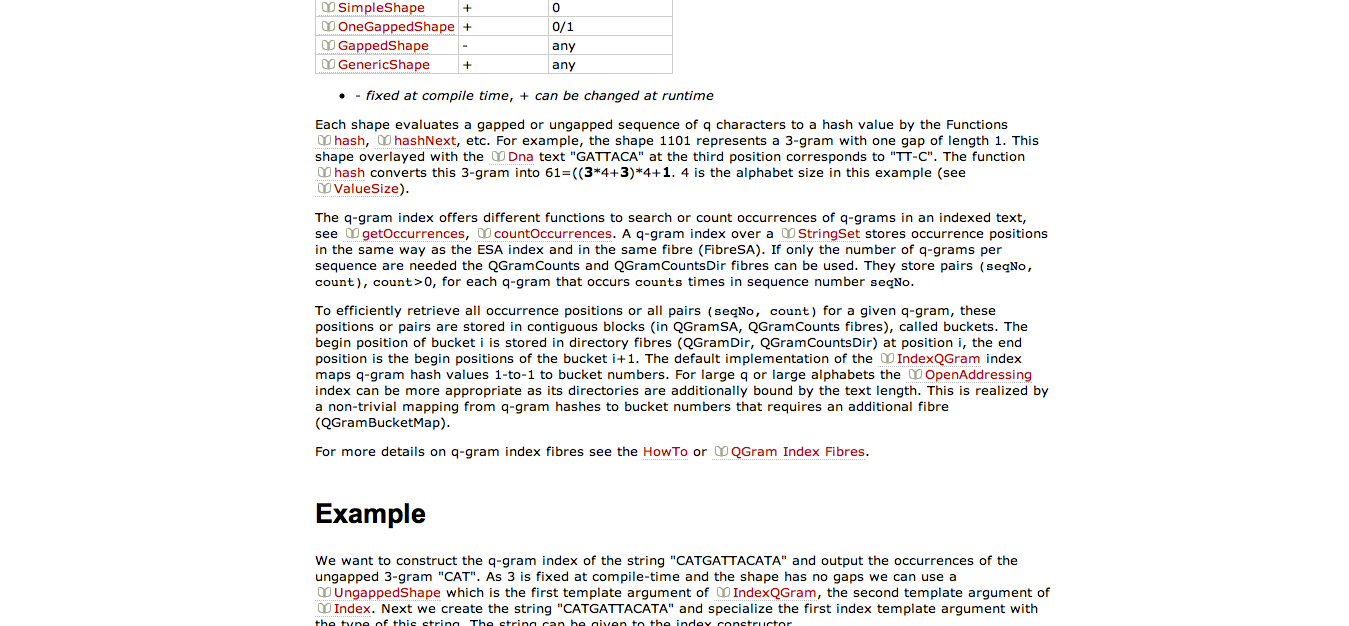 SimpleShape + 0
OneGappedShape + 0/1
GappedShape - any
GenericShape + any
• - fixed at compile time, + can be changed at runtime
Each shape evaluates a gapped or ungapped sequence of q characters to a hash value by the Functions
hash, hashNext, etc. For example, the shape 1101 represents a 3-gram with one gap of length 1. This
shape overlayed with the Dna text "GATTACA" at the third position corresponds to "TT-C". The function
hash converts this 3-gram into 61=((3*4+3)*4+1. 4 is the alphabet size in this example (see
ValueSize).
The q-gram index offers different functions to search or count occurrences of q-grams in an indexed text,
see getOccurrences, countOccurrences. A q-gram index over a StringSet stores occurrence positions
in the same way as the ESA index and in the same fibre (FibreSA). If only the number of q-grams per
sequence are needed the QGramCounts and QGramCountsDir fibres can be used. They store pairs (seqNo,
count), count>0, for each q-gram that occurs counts times in sequence number seqNo.
To efficiently retrieve all occurrence positions or all pairs (seqNo, count) for a given q-gram, these
positions or pairs are stored in contiguous blocks (in QGramSA, QGramCounts fibres), called buckets. The
begin position of bucket i is stored in directory fibres (QGramDir, QGramCountsDir) at position i, the end
position is the begin positions of the bucket i+1. The default implementation of the IndexQGram index
maps q-gram hash values 1-to-1 to bucket numbers. For large q or large alphabets the OpenAddressing
index can be more appropriate as its directories are additionally bound by the text length. This is realized by
a non-trivial mapping from q-gram hashes to bucket numbers that requires an additional fibre
(QGramBucketMap).
For more details on q-gram index fibres see the HowTo or QGram Index Fibres.
Example
We want to construct the q-gram index of the string "CATGATTACATA" and output the occurrences of the
ungapped 3-gram "CAT". As 3 is fixed at compile-time and the shape has no gaps we can use a
UngappedShape which is the first template argument of IndexQGram, the second template argument of
Index. Next we create the string "CATGATTACATA" and specialize the first index template argument with
the type of this string. The string can be given to the index constructor.